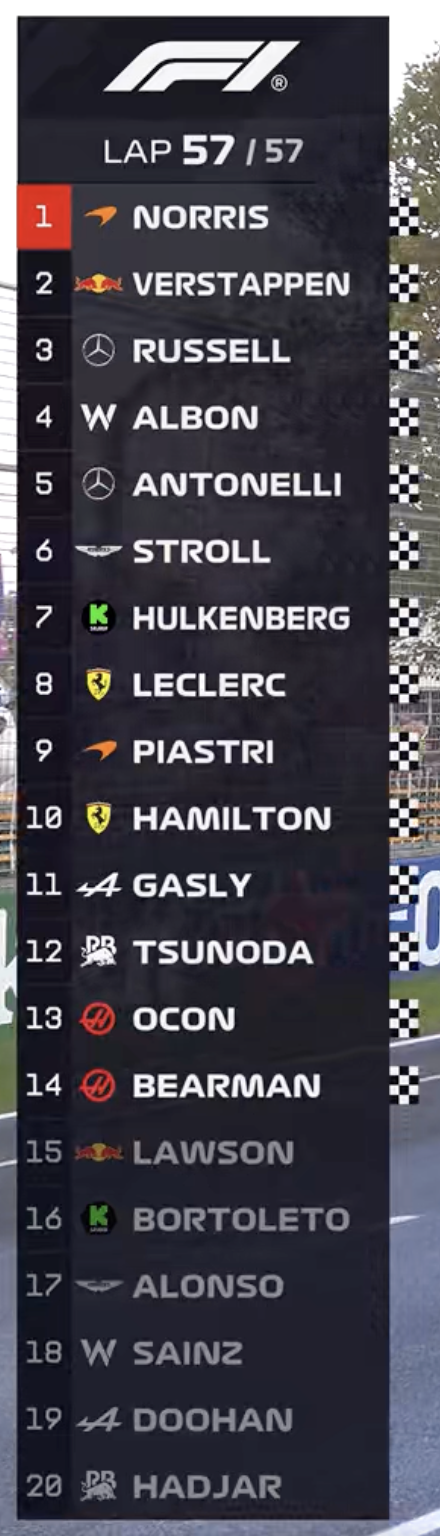 F1®
LAP 57 / 57
1 NORRIS
2 VERSTAPPEN
3 RUSSELL
4 W ALBON
5 ANTONELLI
6 STROLL
7 K HULKENBERG
8 LECLERC
9 PIASTRI
10 HAMILTON
11 GASLY
12 RB TSUNODA
13 OCON
14 BEARMAN
15 LAWSON
16 K BORTOLETO
17 ALONSO
18 W SAINZ
19 DOOHAN
20 RB HADJAR